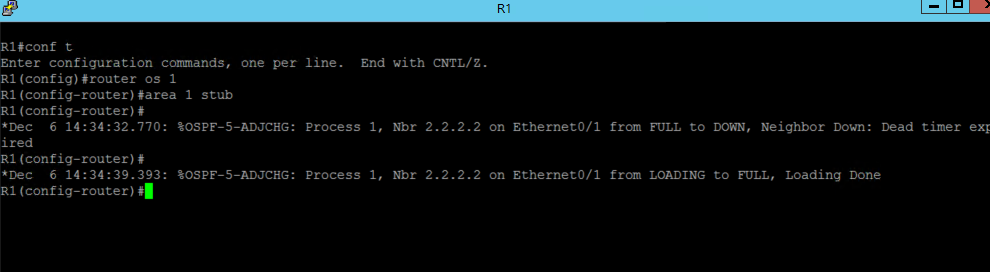 R1
R1#conf t
Enter configuration commands, one per line.  End with CNTL/Z.
R1(config)#router os 1
R1(config-router)#area 1 stub
R1(config-router)#
*Dec  6 14:34:32.770: %OSPF-5-ADJCHG: Process 1, Nbr 2.2.2.2 on Ethernet0/1 from FULL to DOWN, Neighbor Down: Dead timer exp
ired
R1(config-router)#
*Dec  6 14:34:39.393: %OSPF-5-ADJCHG: Process 1, Nbr 2.2.2.2 on Ethernet0/1 from LOADING to FULL, Loading Done
R1(config-router)#